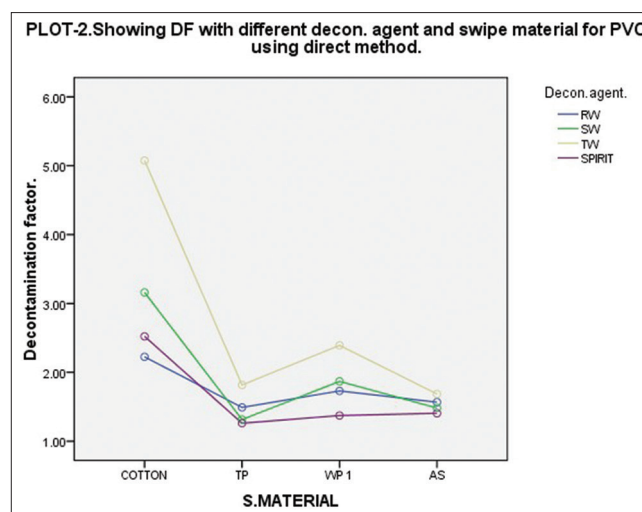 PLOT-2.Showing DF with different decon. agent and swipe material for PVC
using direct method.
Decon.agent.
RW
SW
TW
SPIRIT
6.00
5.00
4.00
3.00
2.00
1.00
Decontamination factor.
COTTON
TP
WP 1
AS
S.MATERIAL